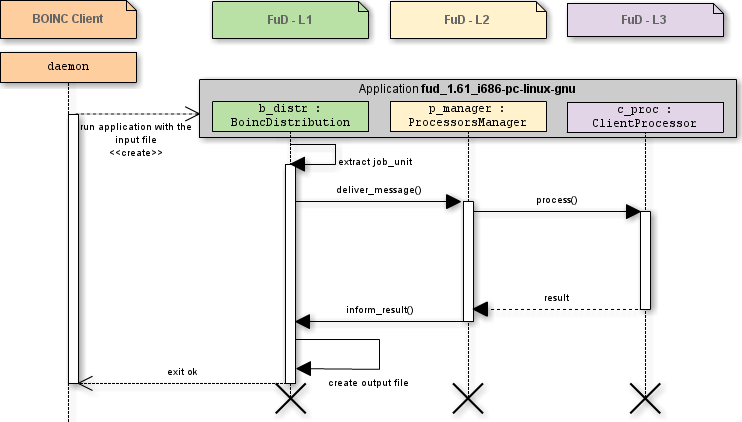 BOINC Client
FuD - L1
FuD - L2
FuD - L3
daemon
Application fud_1.61_i686-pc-linux-gnu
b_distr :
BoincDistribution
p_manager :
ProcessorsManager
c_proc :
ClientProcessor
run application with the
input file
<<create>>
extract job_unit
deliver_message()
process()
result
inform_result()
exit ok
create output file